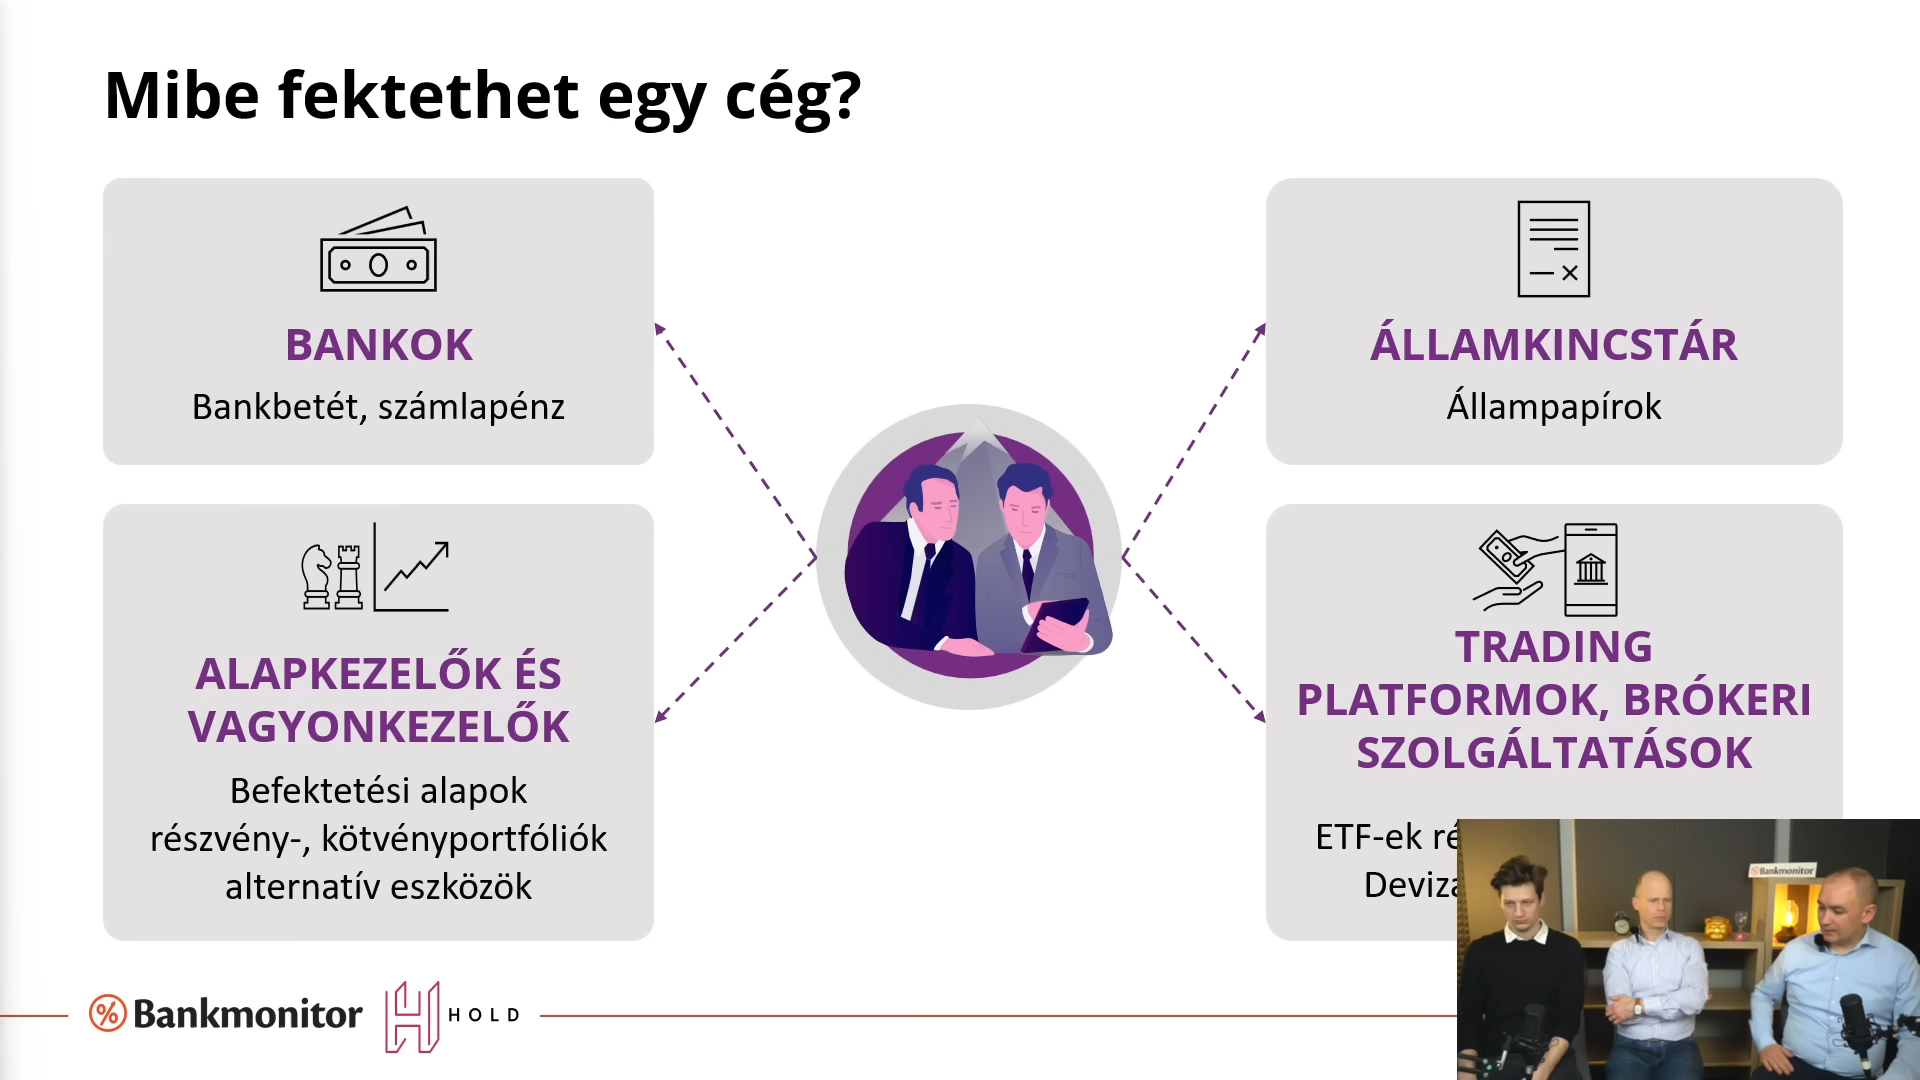 Mibe fektethet egy cég?
BANKOK
Bankbetét, számlapénz
ÁLLAMKINCSTÁR
Állampapírok
ALAPKEZELŐK ÉS
VAGYONKEZELŐK
Befektetési alapok
részvény-, kötvényportfóliók
alternatív eszközök
TRADING
PLATFORMOK, BRÓKERI
SZOLGÁLTATÁSOK
ETF-ek
Bankmonitor
HOLD
Bankmonitor